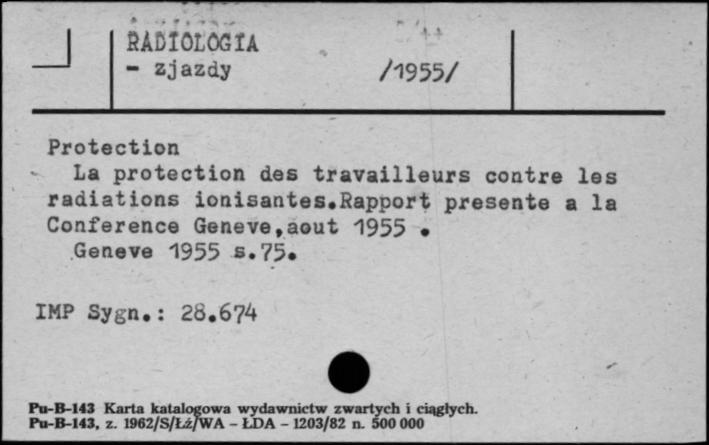 RADIOLOGIA
- zjazdy /1955/
Protection
La protection des travailleurs contre les
radiations ionisantes.Rapport presente a la
Conference Geneve,aout 1955 .
Geneve 1955 s.75.
IMP Sygn.: 28.674
Pu-B-143 Karta katalogowa wydawnictw zwartych i ciągłych.
Pu-B-143, z. 1962/S/Łź/WA - ŁDA - 1203/82 n. 500 000